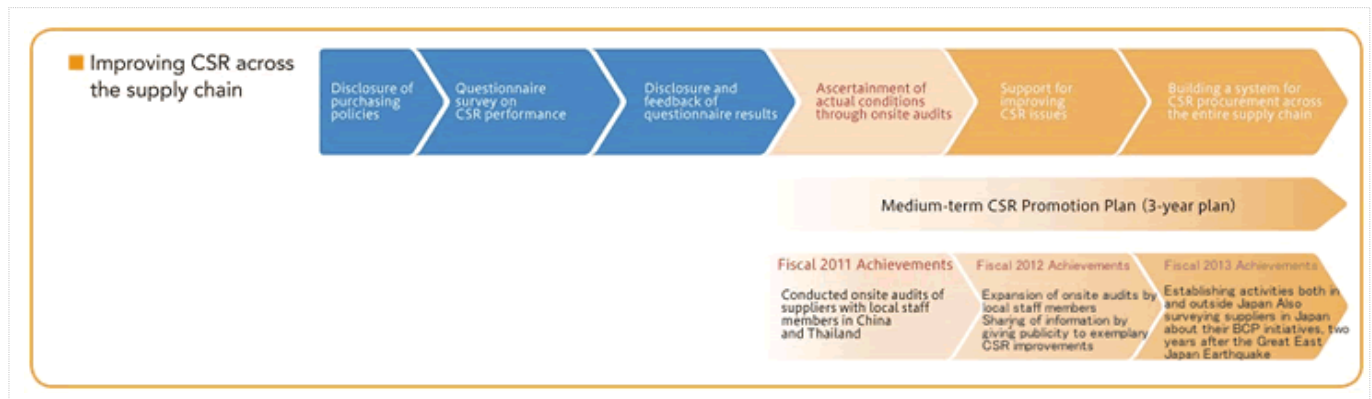 Improving CSR across
the supply chain
Disclosure of
purchasing
policies
Questionnaire
survey on
CSR performance
Disclosure and
feedback of
questionnaire results
Ascertainment of
actual conditions
through onsite audits
Support for
improving
CSR issues
Building a system for
CSR procurement across
the entire supply chain
Medium-term CSR Promotion Plan (3-year plan)
Fiscal 2011 Achievements
Conducted onsite audits of
suppliers with local staff
members in China
and Thailand
Fiscal 2012 Achievements
Expansion of onsite audits by
local staff members
Sharing of information by
giving publicity to exemplary
CSR improvements
Fiscal 2013 Achievements
Establishing activities both in
and outside Japan Also
surveying suppliers in Japan
about their BCP initiatives, two
years after the Great East
Japan Earthquake